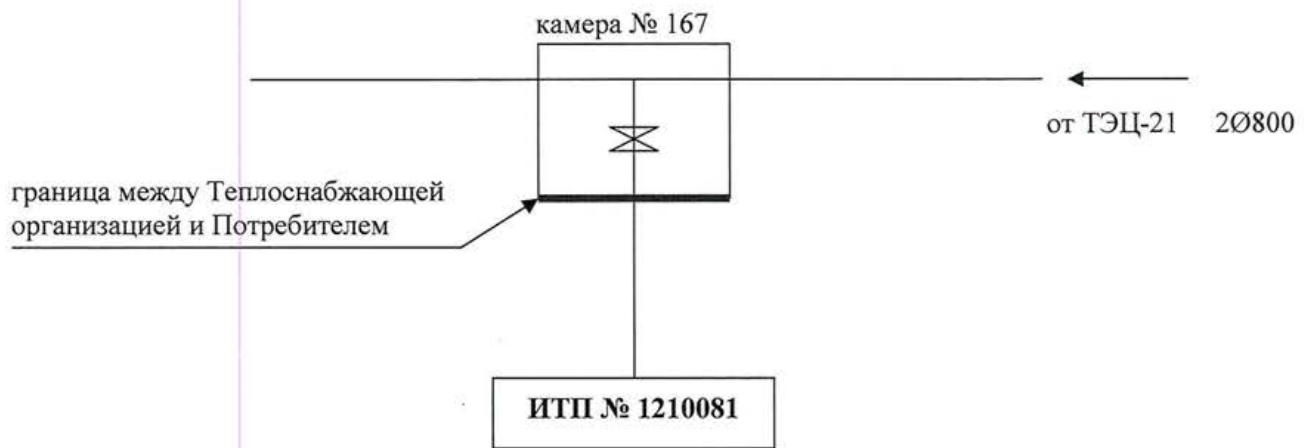 камера № 167
от ТЭЦ-21 2Ø800
граница между Теплоснабжающей
организацией и Потребителем
ИТП № 1210081